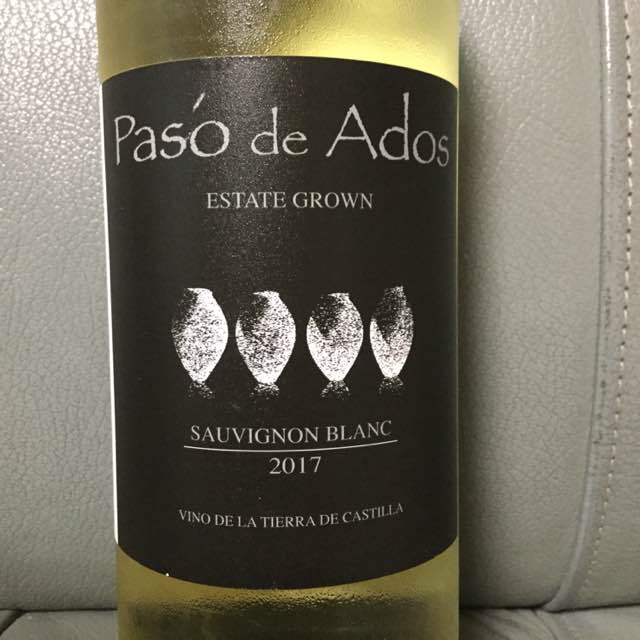 Pasó de Ados
ESTATE GROWN
SAUVIGNON BLANC
2017
VINO DE LA TIERRA DE CASTILLA